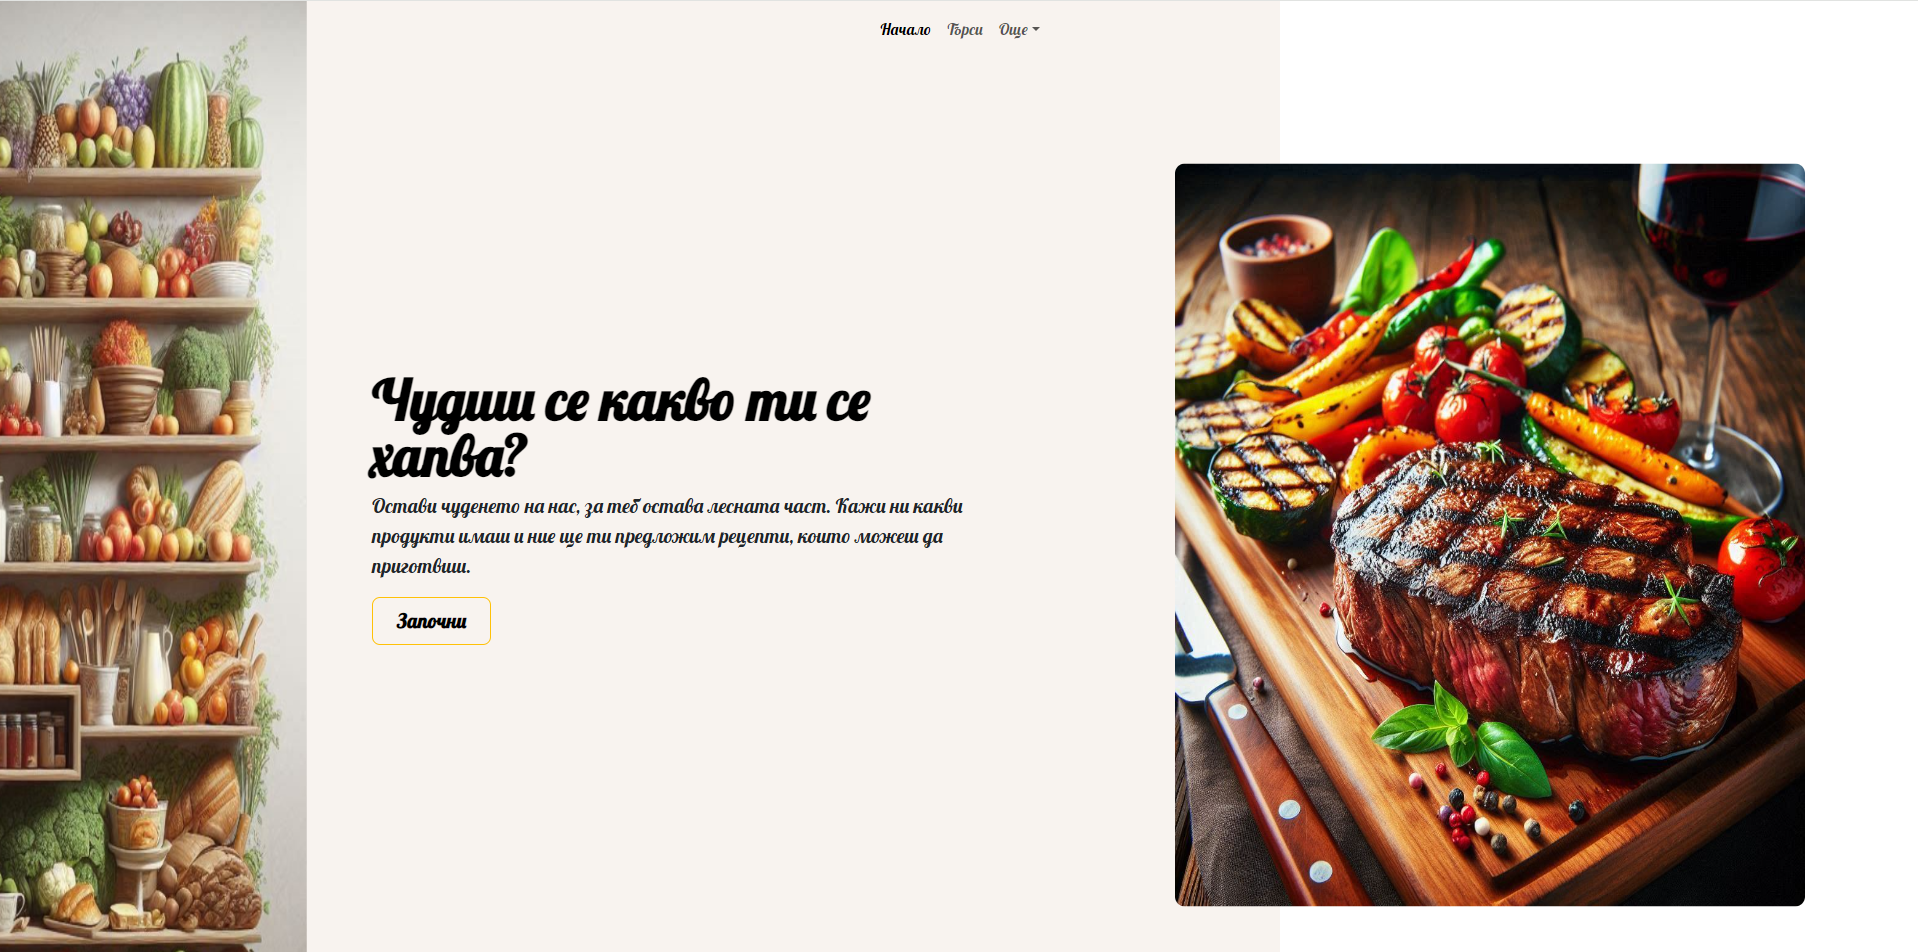 Начало Търси Още
Чудиш се какво ти се
хапва?
Остави чуденето на нас, за теб остава лесната част. Кажи ни какви
продукти имаш и ние ще ти предложим рецепти, които можеш да
приготвиш.
Започни